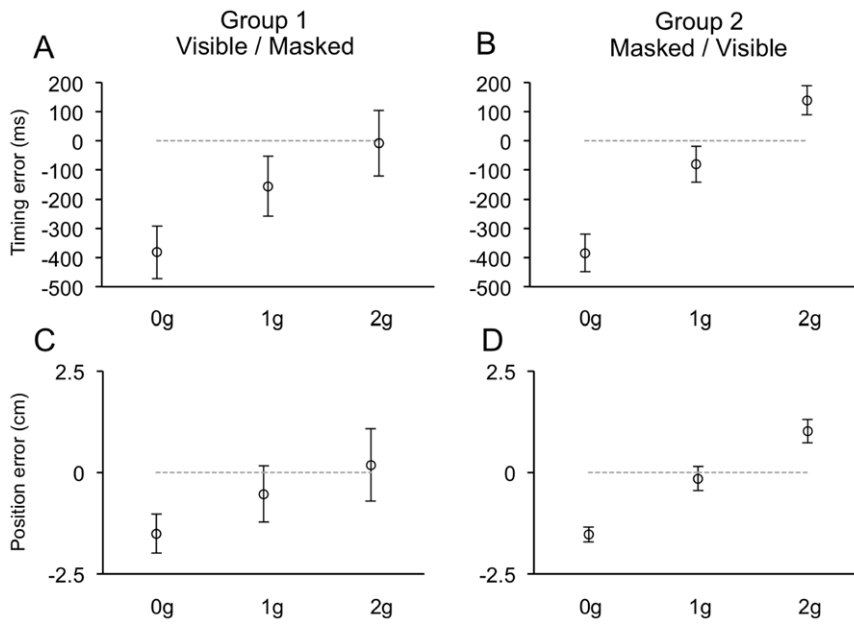 Group 1
Visible / Masked
Group 2
Masked / Visible
A
Timing error (ms)
200
100
0
-100
-200
-300
-400
-500
0g 1g 2g
B
200
100
0
-100
-200
-300
-400
-500
0g 1g 2g
C
Position error (cm)
2.5
0
-2.5
0g 1g 2g
D
2.5
0
-2.5
0g 1g 2g